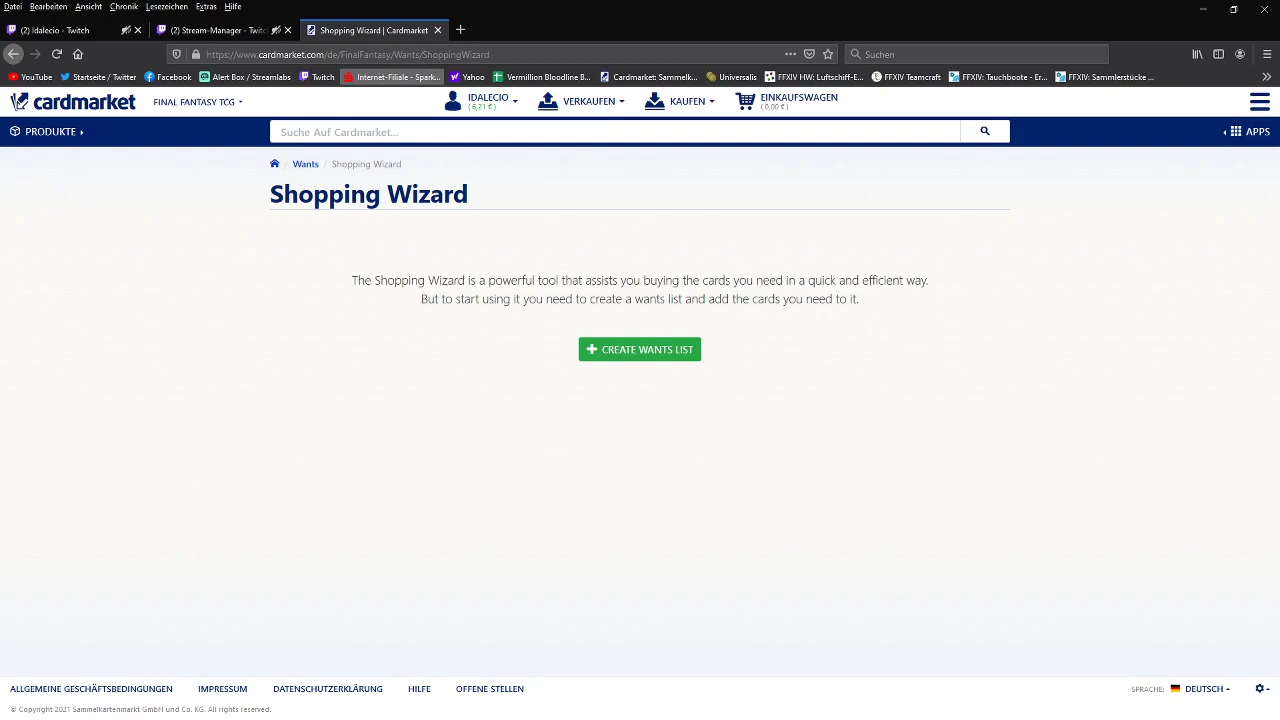 Datei Bearbeiten Ansicht Chronik Lesezeichen Extras Hilfe
(2) Idalecio - Twitch
(2) Stream-Manager - Twitch
Shopping Wizard | Cardmarket
https://www.cardmarket.com/de/FinalFantasy/Wants/ShoppingWizard
Suchen
YouTube Startseite / Twitter Facebook Alert Box / Streamlabs Twitch Internet-Filiale - Spark... Yahoo Vermillion Bloodline B... Cardmarket: Sammelk... Universalis FFXIV HW: Luftschiff-E... FFXIV Teamcraft FFXIV: Tauchboote - Er... FFXIV: Sammlerstücke ...
cardmarket
FINAL FANTASY TCG
IDALECIO
( 6,21 € )
VERKAUFEN
KAUFEN
EINKAUFSWAGEN
( 0,00 € )
PRODUKTE
Suche Auf Cardmarket...
APPS
/ Wants / Shopping Wizard
Shopping Wizard
The Shopping Wizard is a powerful tool that assists you buying the cards you need in a quick and efficient way.
But to start using it you need to create a wants list and add the cards you need to it.
CREATE WANTS LIST
ALLGEMEINE GESCHÄFTSBEDINGUNGEN IMPRESSUM DATENSCHUTZERKLÄRUNG HILFE OFFENE STELLEN
SPRACHE: DEUTSCH
© Copyright 2021 Sammelkartenmarkt GmbH und Co. KG. All rights reserved.